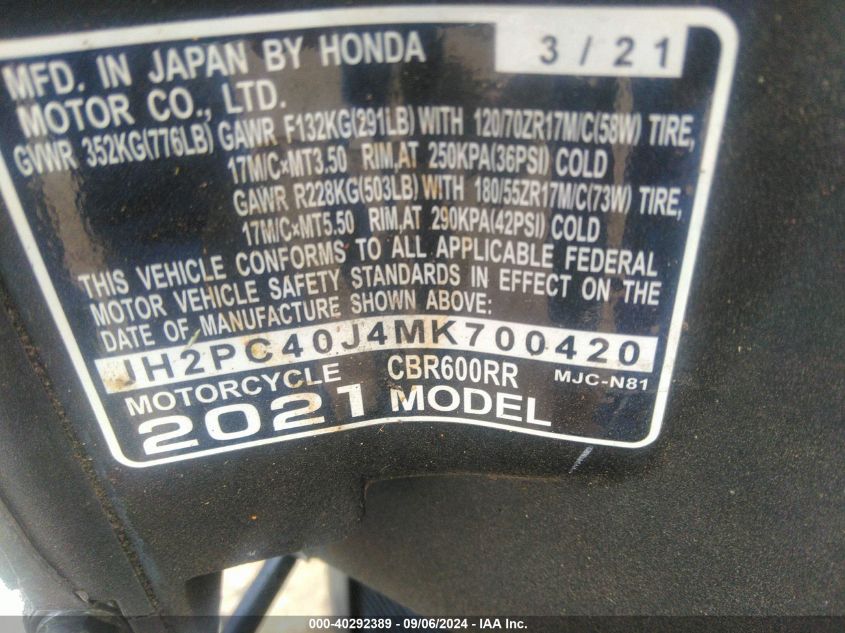 MFD. IN JAPAN BY HONDA 3/21
MOTOR CO., LTD.
GVWR 352KG(776LB) GAWR F132KG(291LB) WITH 120/70ZR17M/C(58W) TIRE,
17M/C×MT3.50 RIM,AT 250KPA(36PSI) COLD
GAWR R228KG(503LB) WITH 180/55ZR17M/C(73W) TIRE,
17M/C×MT5.50 RIM,AT 290KPA(42PSI) COLD
THIS VEHICLE CONFORMS TO ALL APPLICABLE FEDERAL
MOTOR VEHICLE SAFETY STANDARDS IN EFFECT ON THE
DATE OF MANUFACTURE SHOWN ABOVE:
JH2PC40J4MK700420
MOTORCYCLE CBR600RR MJC-N81
2021 MODEL
000-40292389 - 09/06/2024 - IAA Inc.